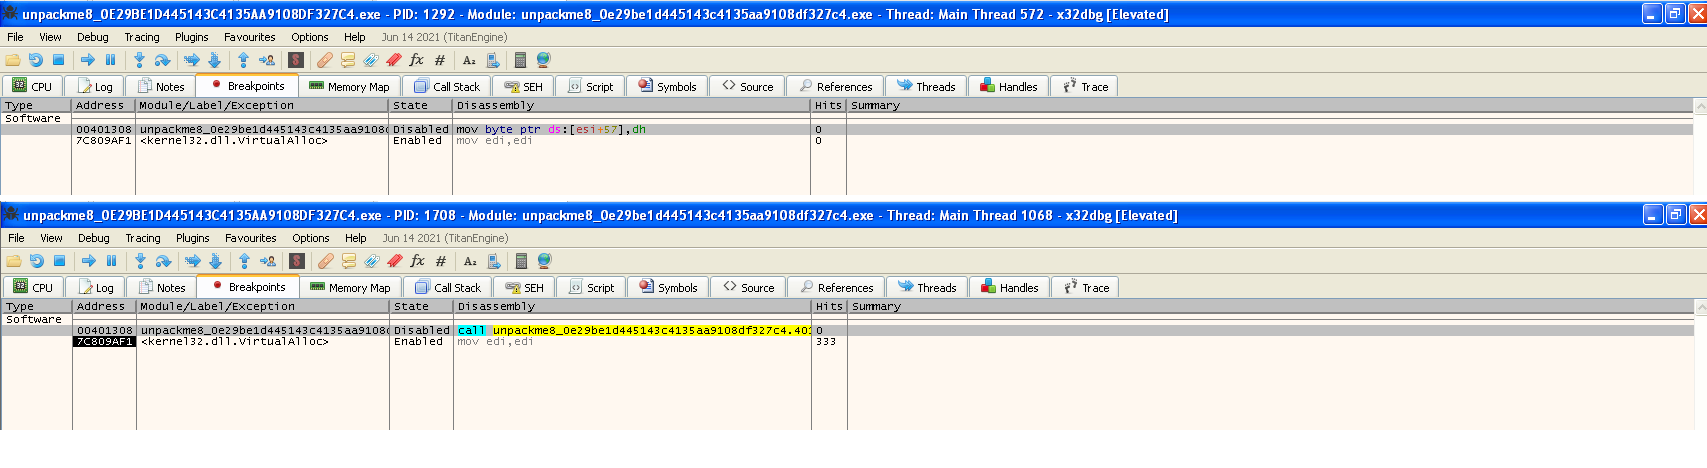 unpackme8_0E29BE1D445143C4135AA9108DF327C4.exe - PID: 1292 - Module: unpackme8_0e29be1d445143c4135aa9108df327c4.exe - Thread: Main Thread 572 - x32dbg [Elevated]
File View Debug Tracing Plugins Favourites Options Help Jun 14 2021 (TitanEngine)
CPU Log Notes Breakpoints Memory Map Call Stack SEH Script Symbols Source References Threads Handles Trace
Type Address Module/Label/Exception State Disassembly Hits Summary
Software
00401308 unpackme8_0e29be1d445143c4135aa9108d Disabled mov byte ptr ds:[esi+57],dh 0
7C809AF1 <kernel32.dll.VirtualAlloc> Enabled mov edi,edi 0
unpackme8_0E29BE1D445143C4135AA9108DF327C4.exe - PID: 1708 - Module: unpackme8_0e29be1d445143c4135aa9108df327c4.exe - Thread: Main Thread 1068 - x32dbg [Elevated]
File View Debug Tracing Plugins Favourites Options Help Jun 14 2021 (TitanEngine)
CPU Log Notes Breakpoints Memory Map Call Stack SEH Script Symbols Source References Threads Handles Trace
Type Address Module/Label/Exception State Disassembly Hits Summary
Software
00401308 unpackme8_0e29be1d445143c4135aa9108d Disabled call unpackme8_0e29be1d445143c4135aa9108df327c4.401 0
7C809AF1 <kernel32.dll.VirtualAlloc> Enabled mov edi,edi 333